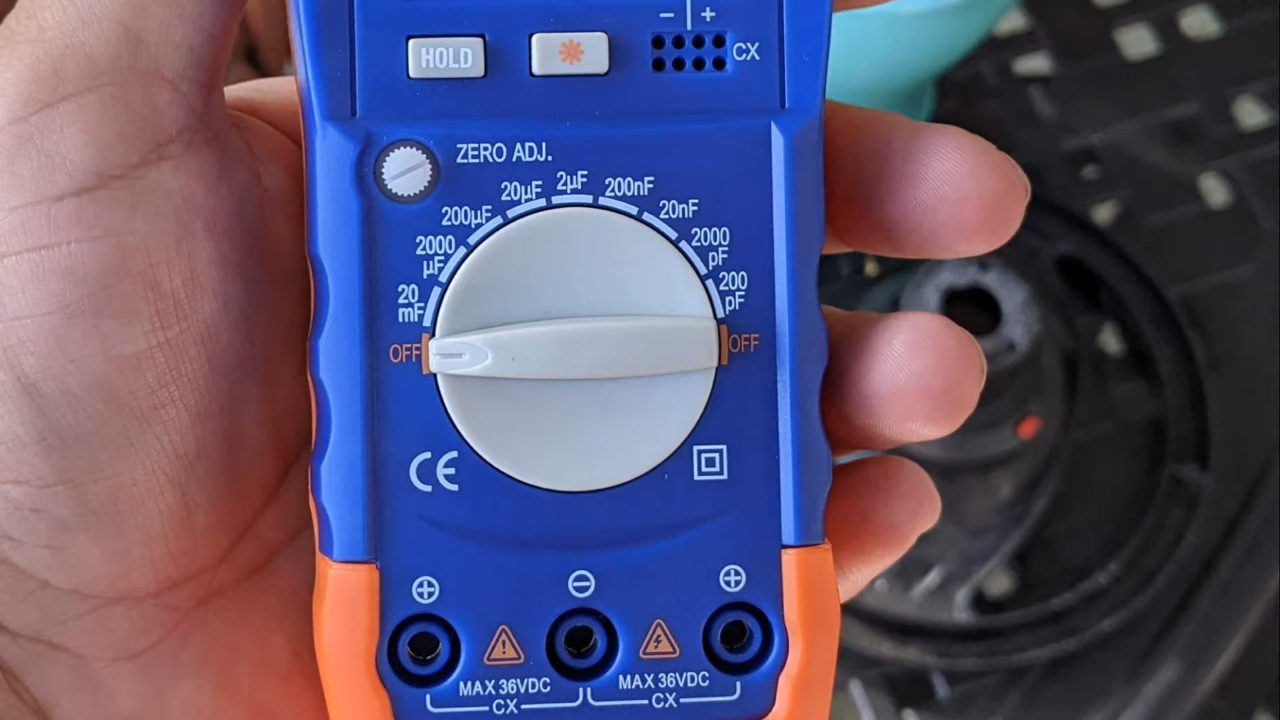 − +
HOLD
CX
ZERO ADJ.
20µF
2µF
200nF
200µF
20nF
2000
µF
2000
pF
20
mF
200
pF
OFF
OFF
CE
+
−
+
MAX 36VDC
CX
MAX 36VDC
CX